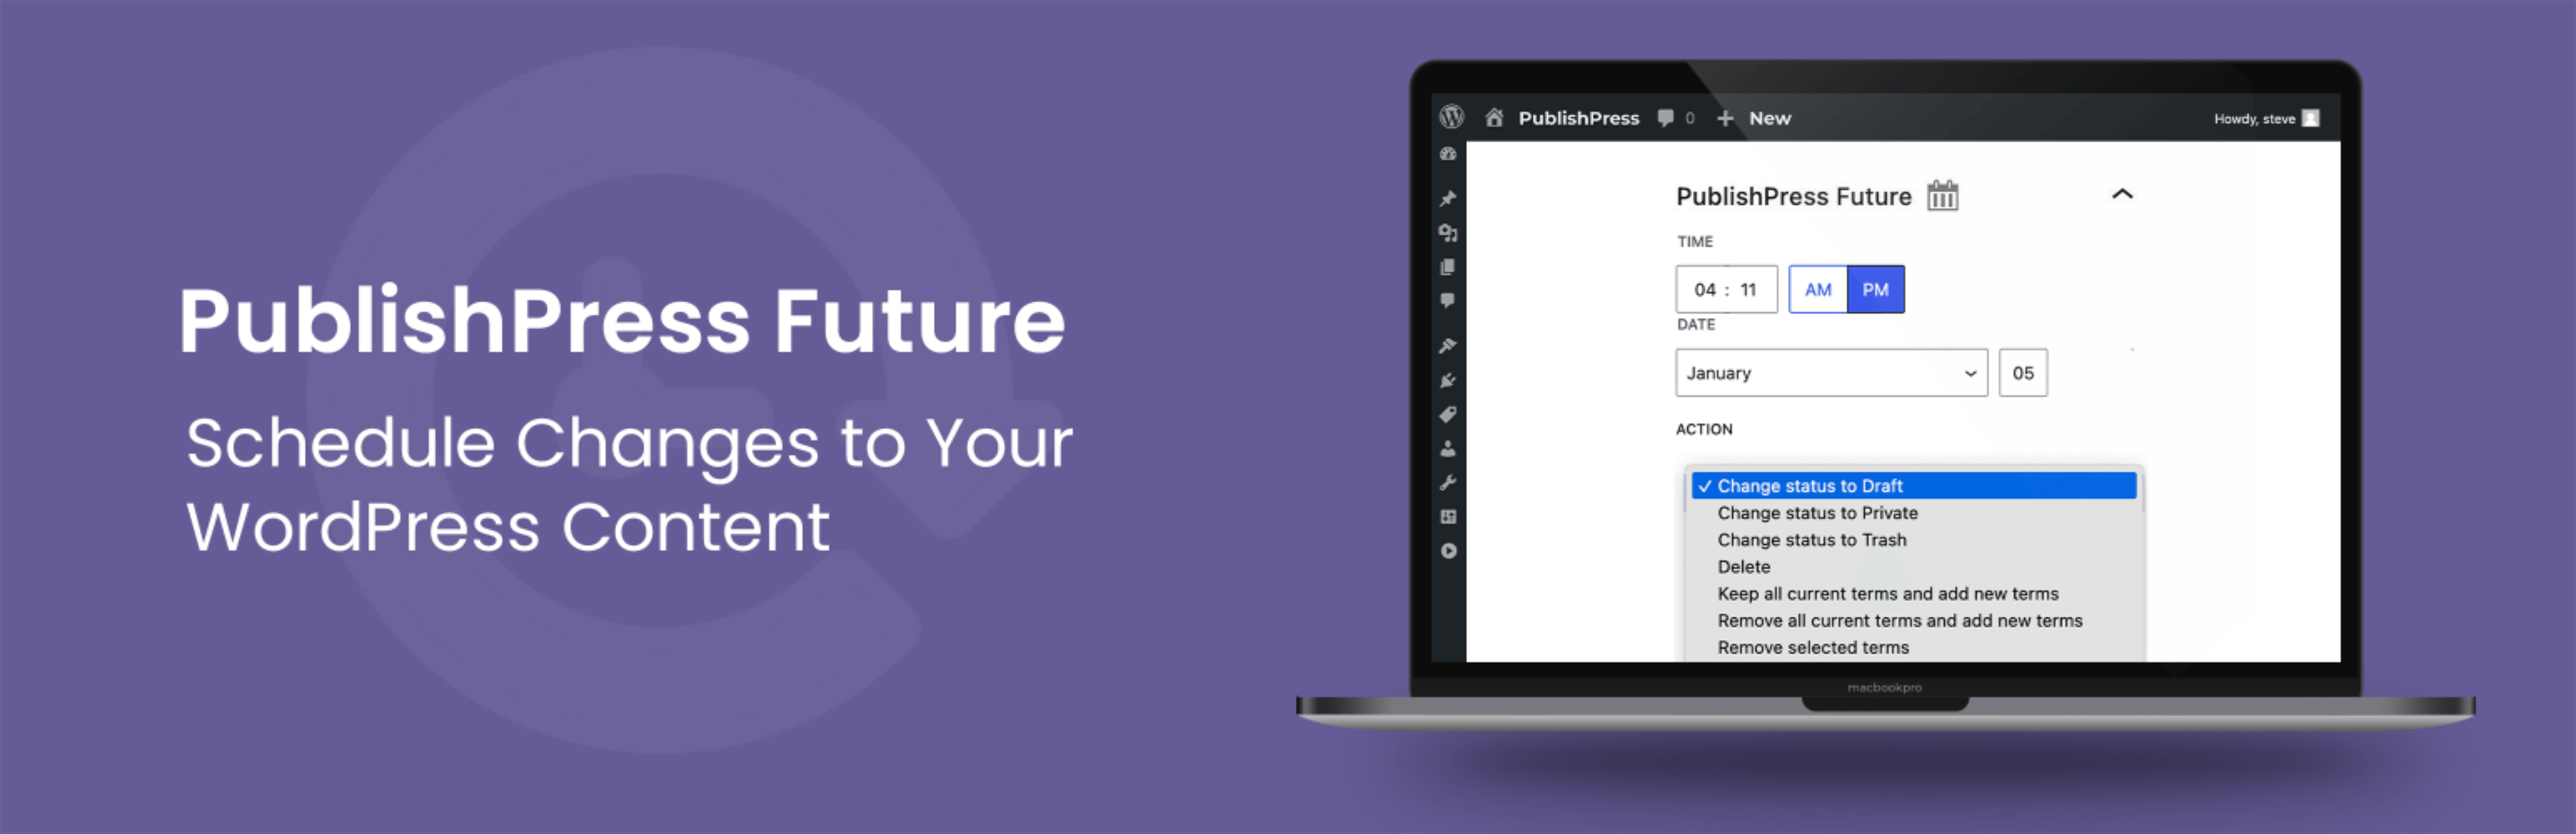 PublishPress Future
Schedule Changes to Your
WordPress Content
PublishPress 0 New
Howdy, steve
PublishPress Future
TIME
04 : 11 AM PM
DATE
January 05
ACTION
✓ Change status to Draft
Change status to Private
Change status to Trash
Delete
Keep all current terms and add new terms
Remove all current terms and add new terms
Remove selected terms
macbookpro